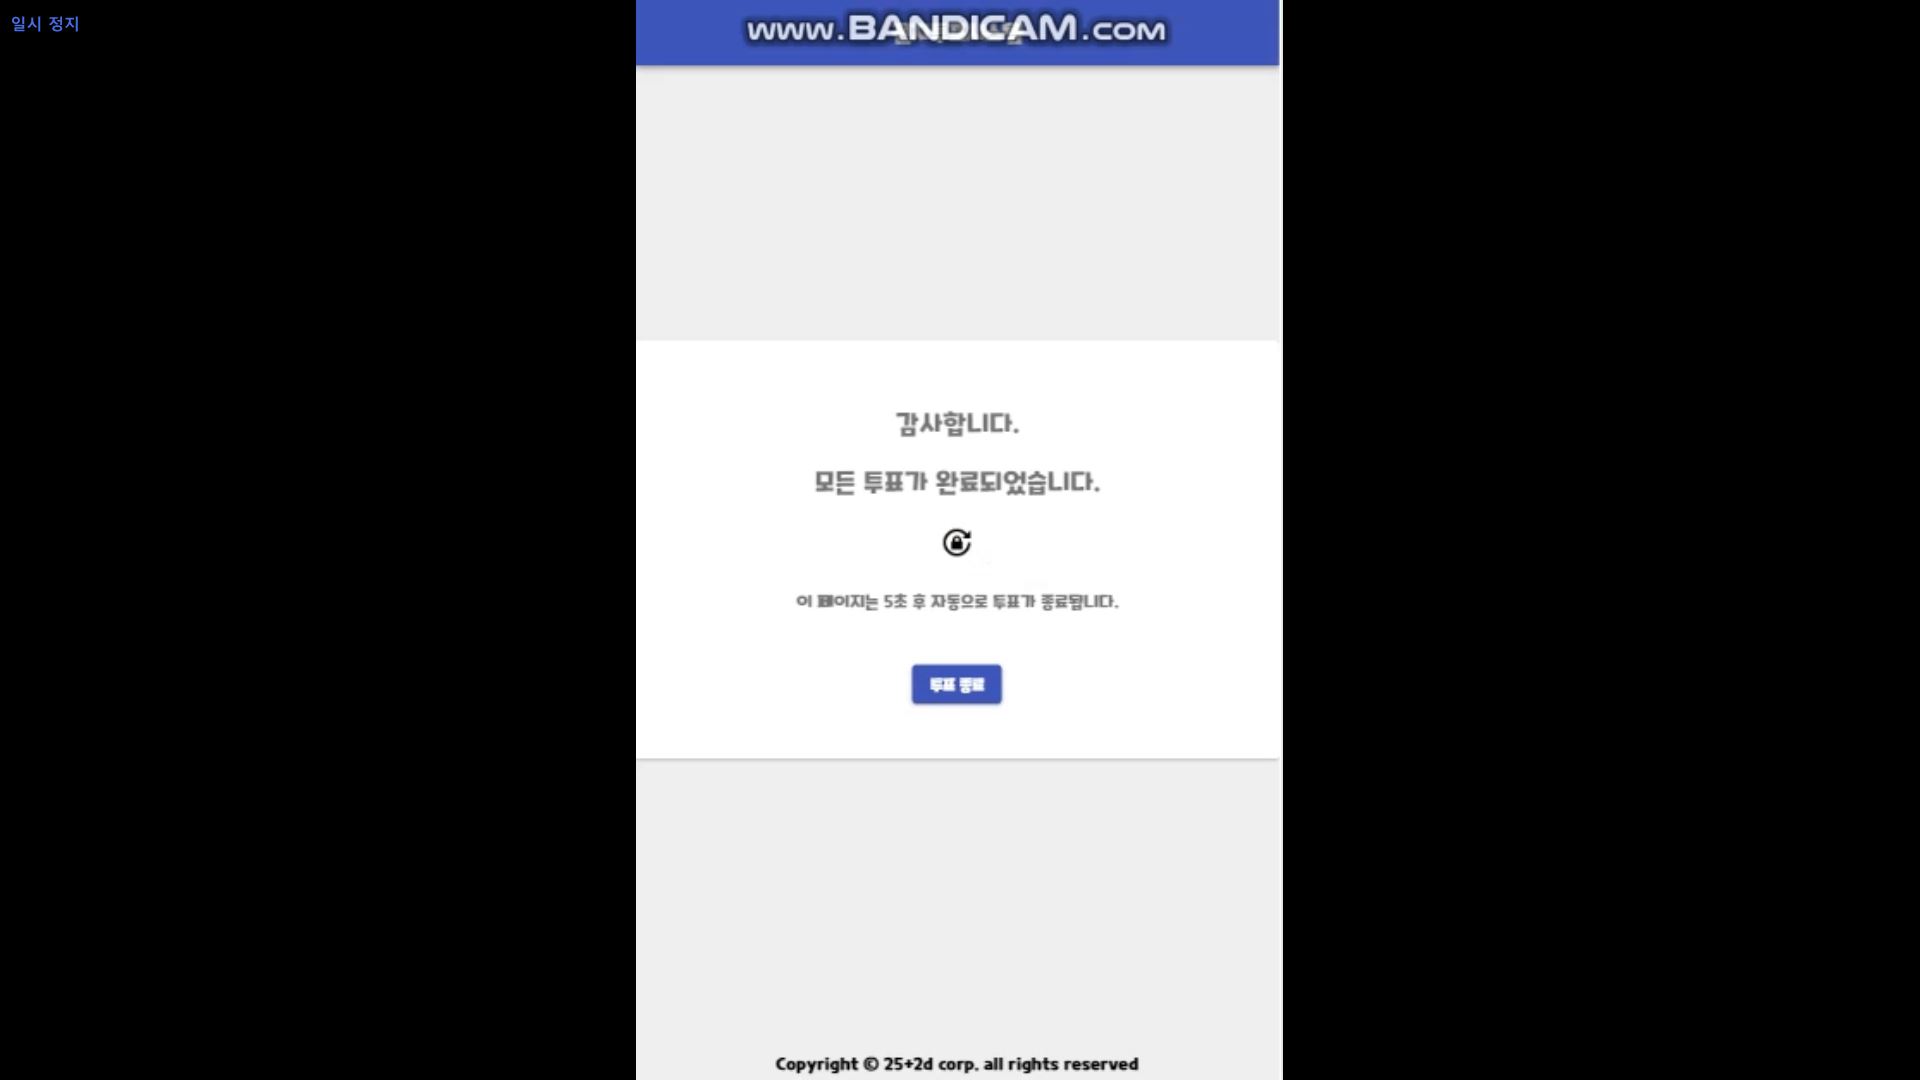 일시 정지
www.BANDICAM.com
감사합니다.
모든 투표가 완료되었습니다.
이 페이지는 5초 후 자동으로 투표가 종료됩니다.
투표 종료
Copyright © 25+2d corp. all rights reserved